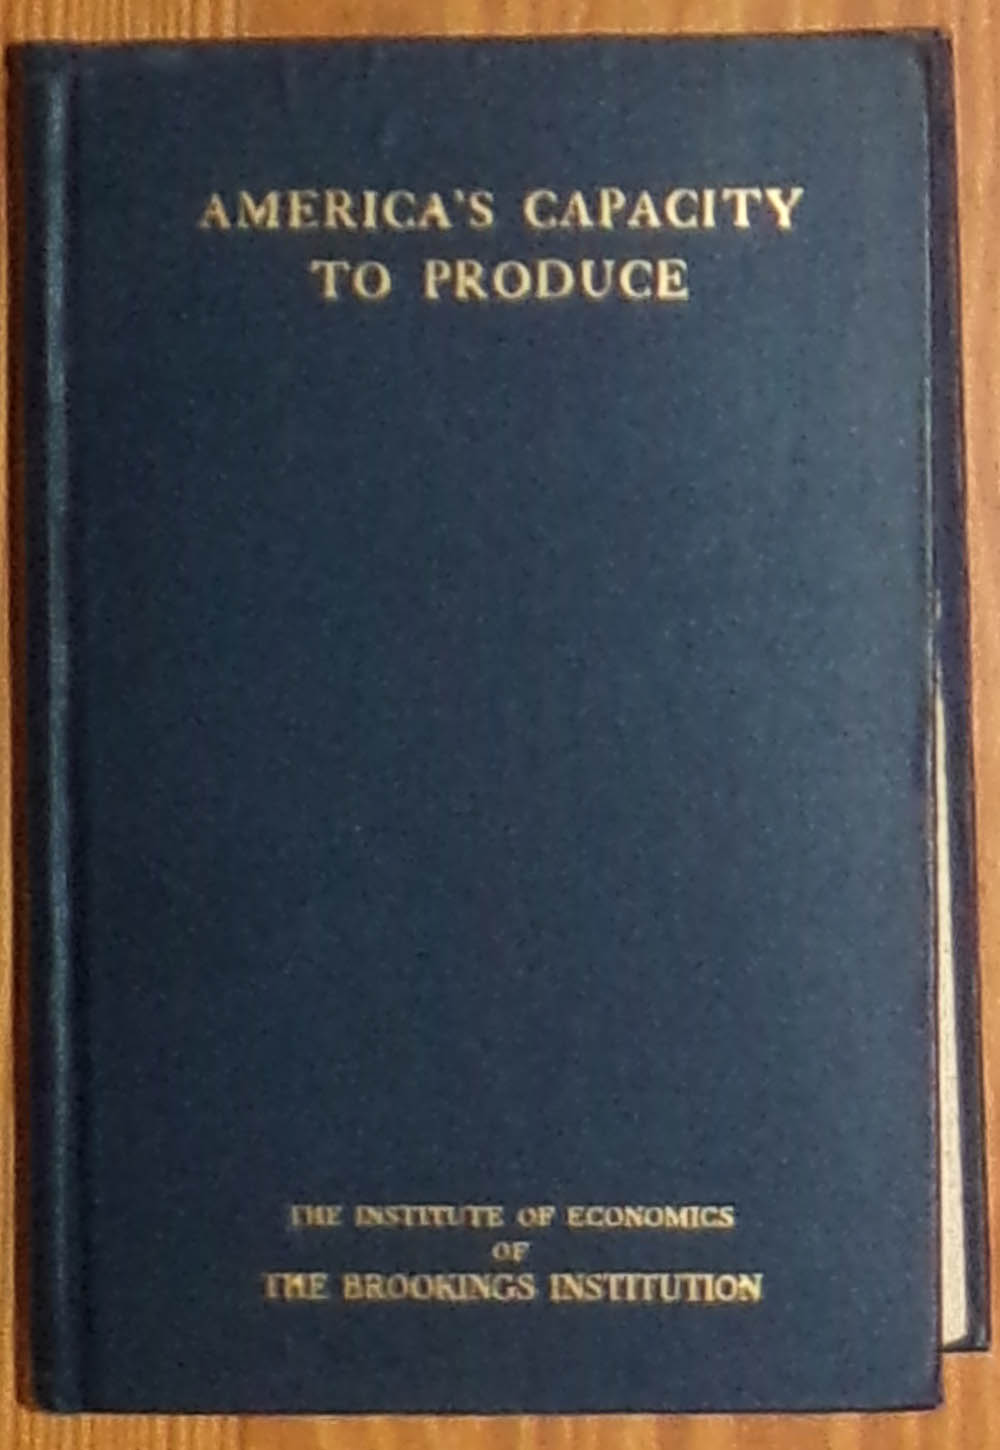 AMERICA'S CAPACITY
TO PRODUCE
THE INSTITUTE OF ECONOMICS
OF
THE BROOKINGS INSTITUTION